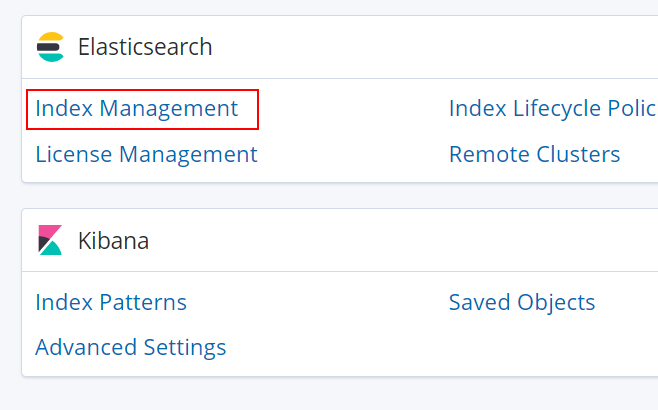 Elasticsearch
Index Management
Index Lifecycle Polic
License Management
Remote Clusters
Kibana
Index Patterns
Saved Objects
Advanced Settings